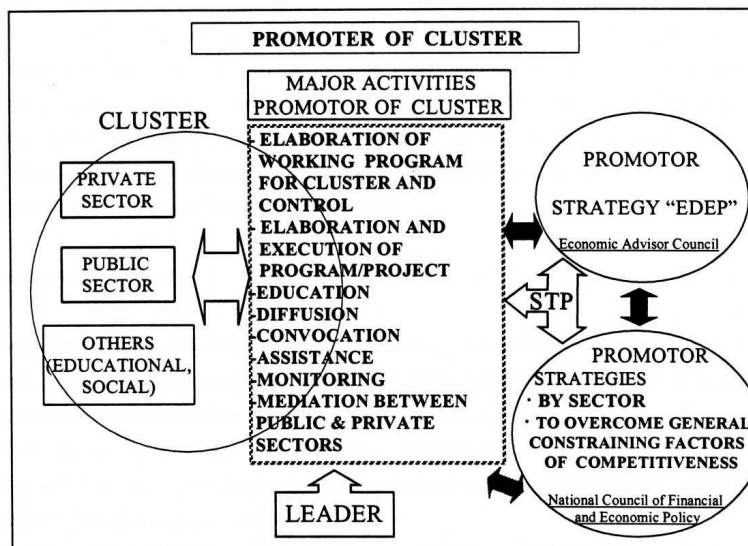 PROMOTER OF CLUSTER
MAJOR ACTIVITIES
PROMOTOR OF CLUSTER
CLUSTER
PRIVATE
SECTOR
PUBLIC
SECTOR
OTHERS
(EDUCATIONAL,
SOCIAL)
- ELABORATION OF
WORKING PROGRAM
FOR CLUSTER AND
CONTROL
- ELABORATION AND
EXECUTION OF
PROGRAM/PROJECT
-EDUCATION
-DIFFUSION
-CONVOCATION
-ASSISTANCE
-MONITORING
-MEDIATION BETWEEN
PUBLIC & PRIVATE
SECTORS
LEADER
PROMOTOR
STRATEGY “EDEP”
Economic Advisor Council
STP
PROMOTOR
STRATEGIES
· BY SECTOR
· TO OVERCOME GENERAL
CONSTRAINING FACTORS
OF COMPETITIVENESS
National Council of Financial
and Economic Policy